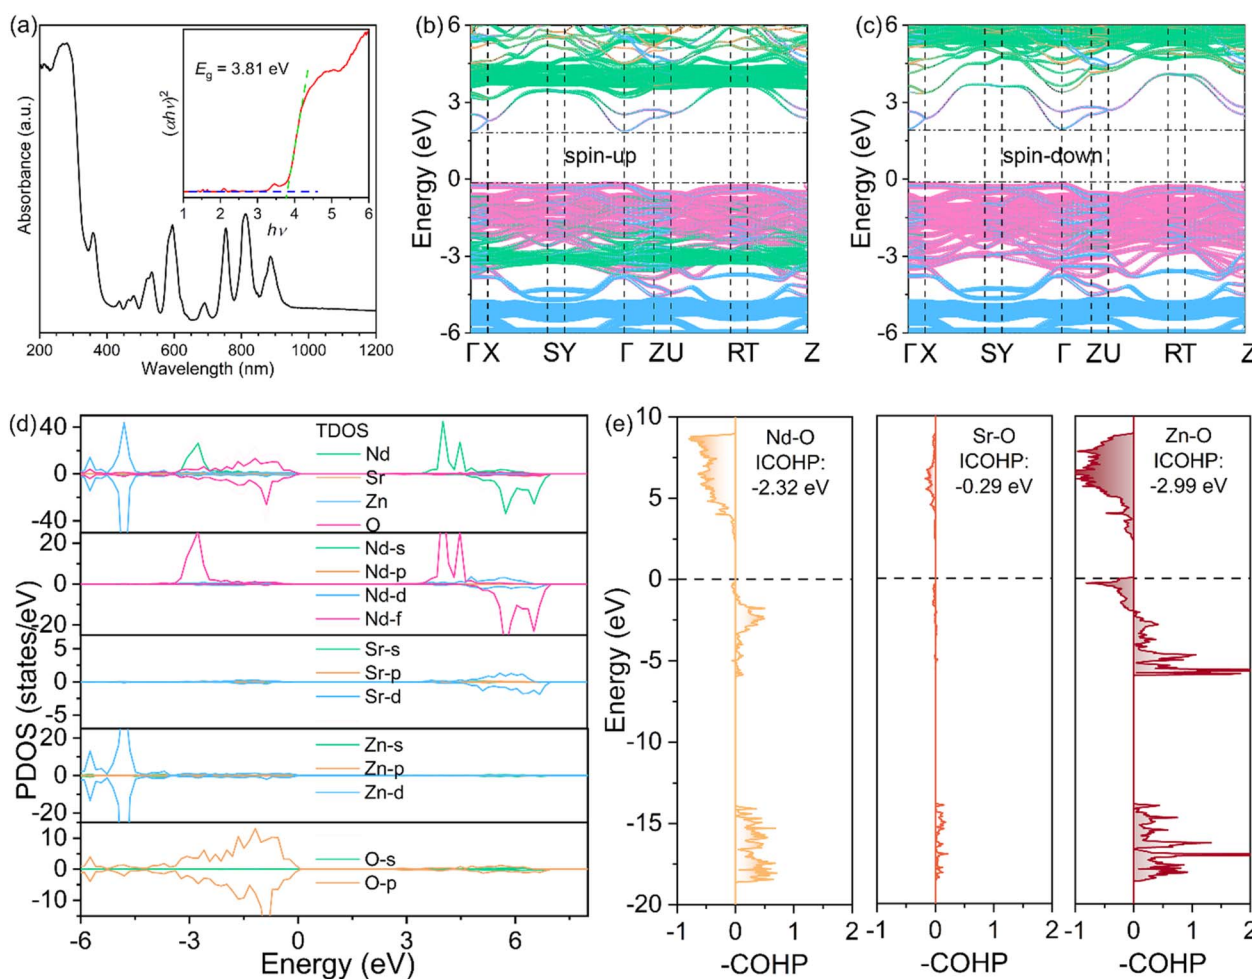 (a)
Absorbance (a.u.)
Wavelength (nm)
200 400 600 800 1000 1200
Eg = 3.81 eV
(αhν)²
hν
1 2 3 4 5 6
(b)
Energy (eV)
6
3
0
-3
-6
spin-up
Γ X S Y Γ Z U R T Z
(c)
Energy (eV)
6
3
0
-3
-6
spin-down
Γ X S Y Γ Z U R T Z
(d)
PDOS (states/eV)
40
0
-40
TDOS
Nd
Sr
Zn
O
20
0
-20
Nd-s
Nd-p
Nd-d
Nd-f
5
0
-5
Sr-s
Sr-p
Sr-d
20
0
-20
Zn-s
Zn-p
Zn-d
10
0
-10
O-s
O-p
-6 -3 0 3 6
Energy (eV)
(e)
Energy (eV)
10
5
0
-5
-10
-15
-20
Nd-O
ICOHP:
-2.32 eV
-1 0 1 2
-COHP
Sr-O
ICOHP:
-0.29 eV
-1 0 1 2
-COHP
Zn-O
ICOHP:
-2.99 eV
-1 0 1 2
-COHP